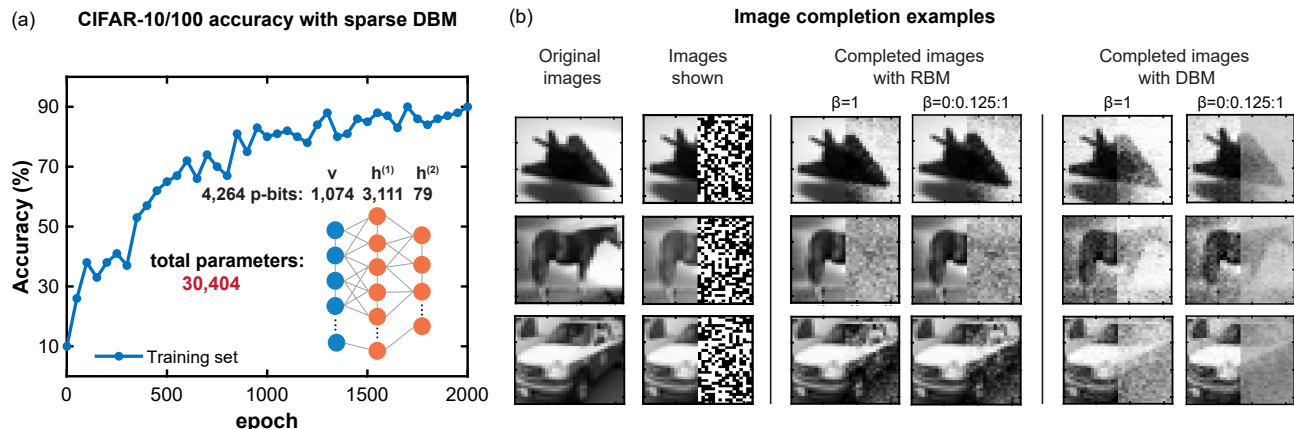 (a) CIFAR-10/100 accuracy with sparse DBM
Accuracy (%)
90
70
50
30
10
v h(1) h(2)
4,264 p-bits: 1,074 3,111 79
total parameters:
30,404
Training set
0 500 1000 1500 2000
epoch
(b) Image completion examples
Original
images
Images
shown
Completed images
with RBM
β=1 β=0:0.125:1
Completed images
with DBM
β=1 β=0:0.125:1